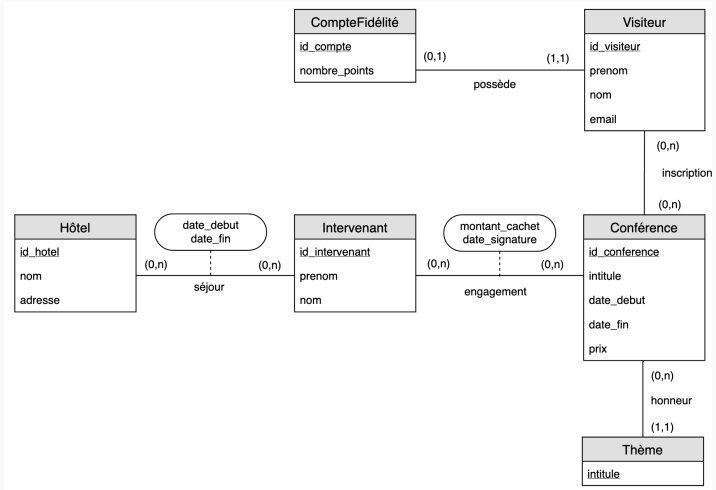 CompteFidélité
id_compte
nombre_points
(0,1)
(1,1)
possède
Visiteur
id_visiteur
prenom
nom
email
(0,n)
inscription
(0,n)
Hôtel
id_hotel
nom
adresse
date_debut
date_fin
(0,n)
(0,n)
séjour
Intervenant
id_intervenant
prenom
nom
montant_cachet
date_signature
(0,n)
(0,n)
engagement
Conférence
id_conference
intitule
date_debut
date_fin
prix
(0,n)
honneur
(1,1)
Thème
intitule